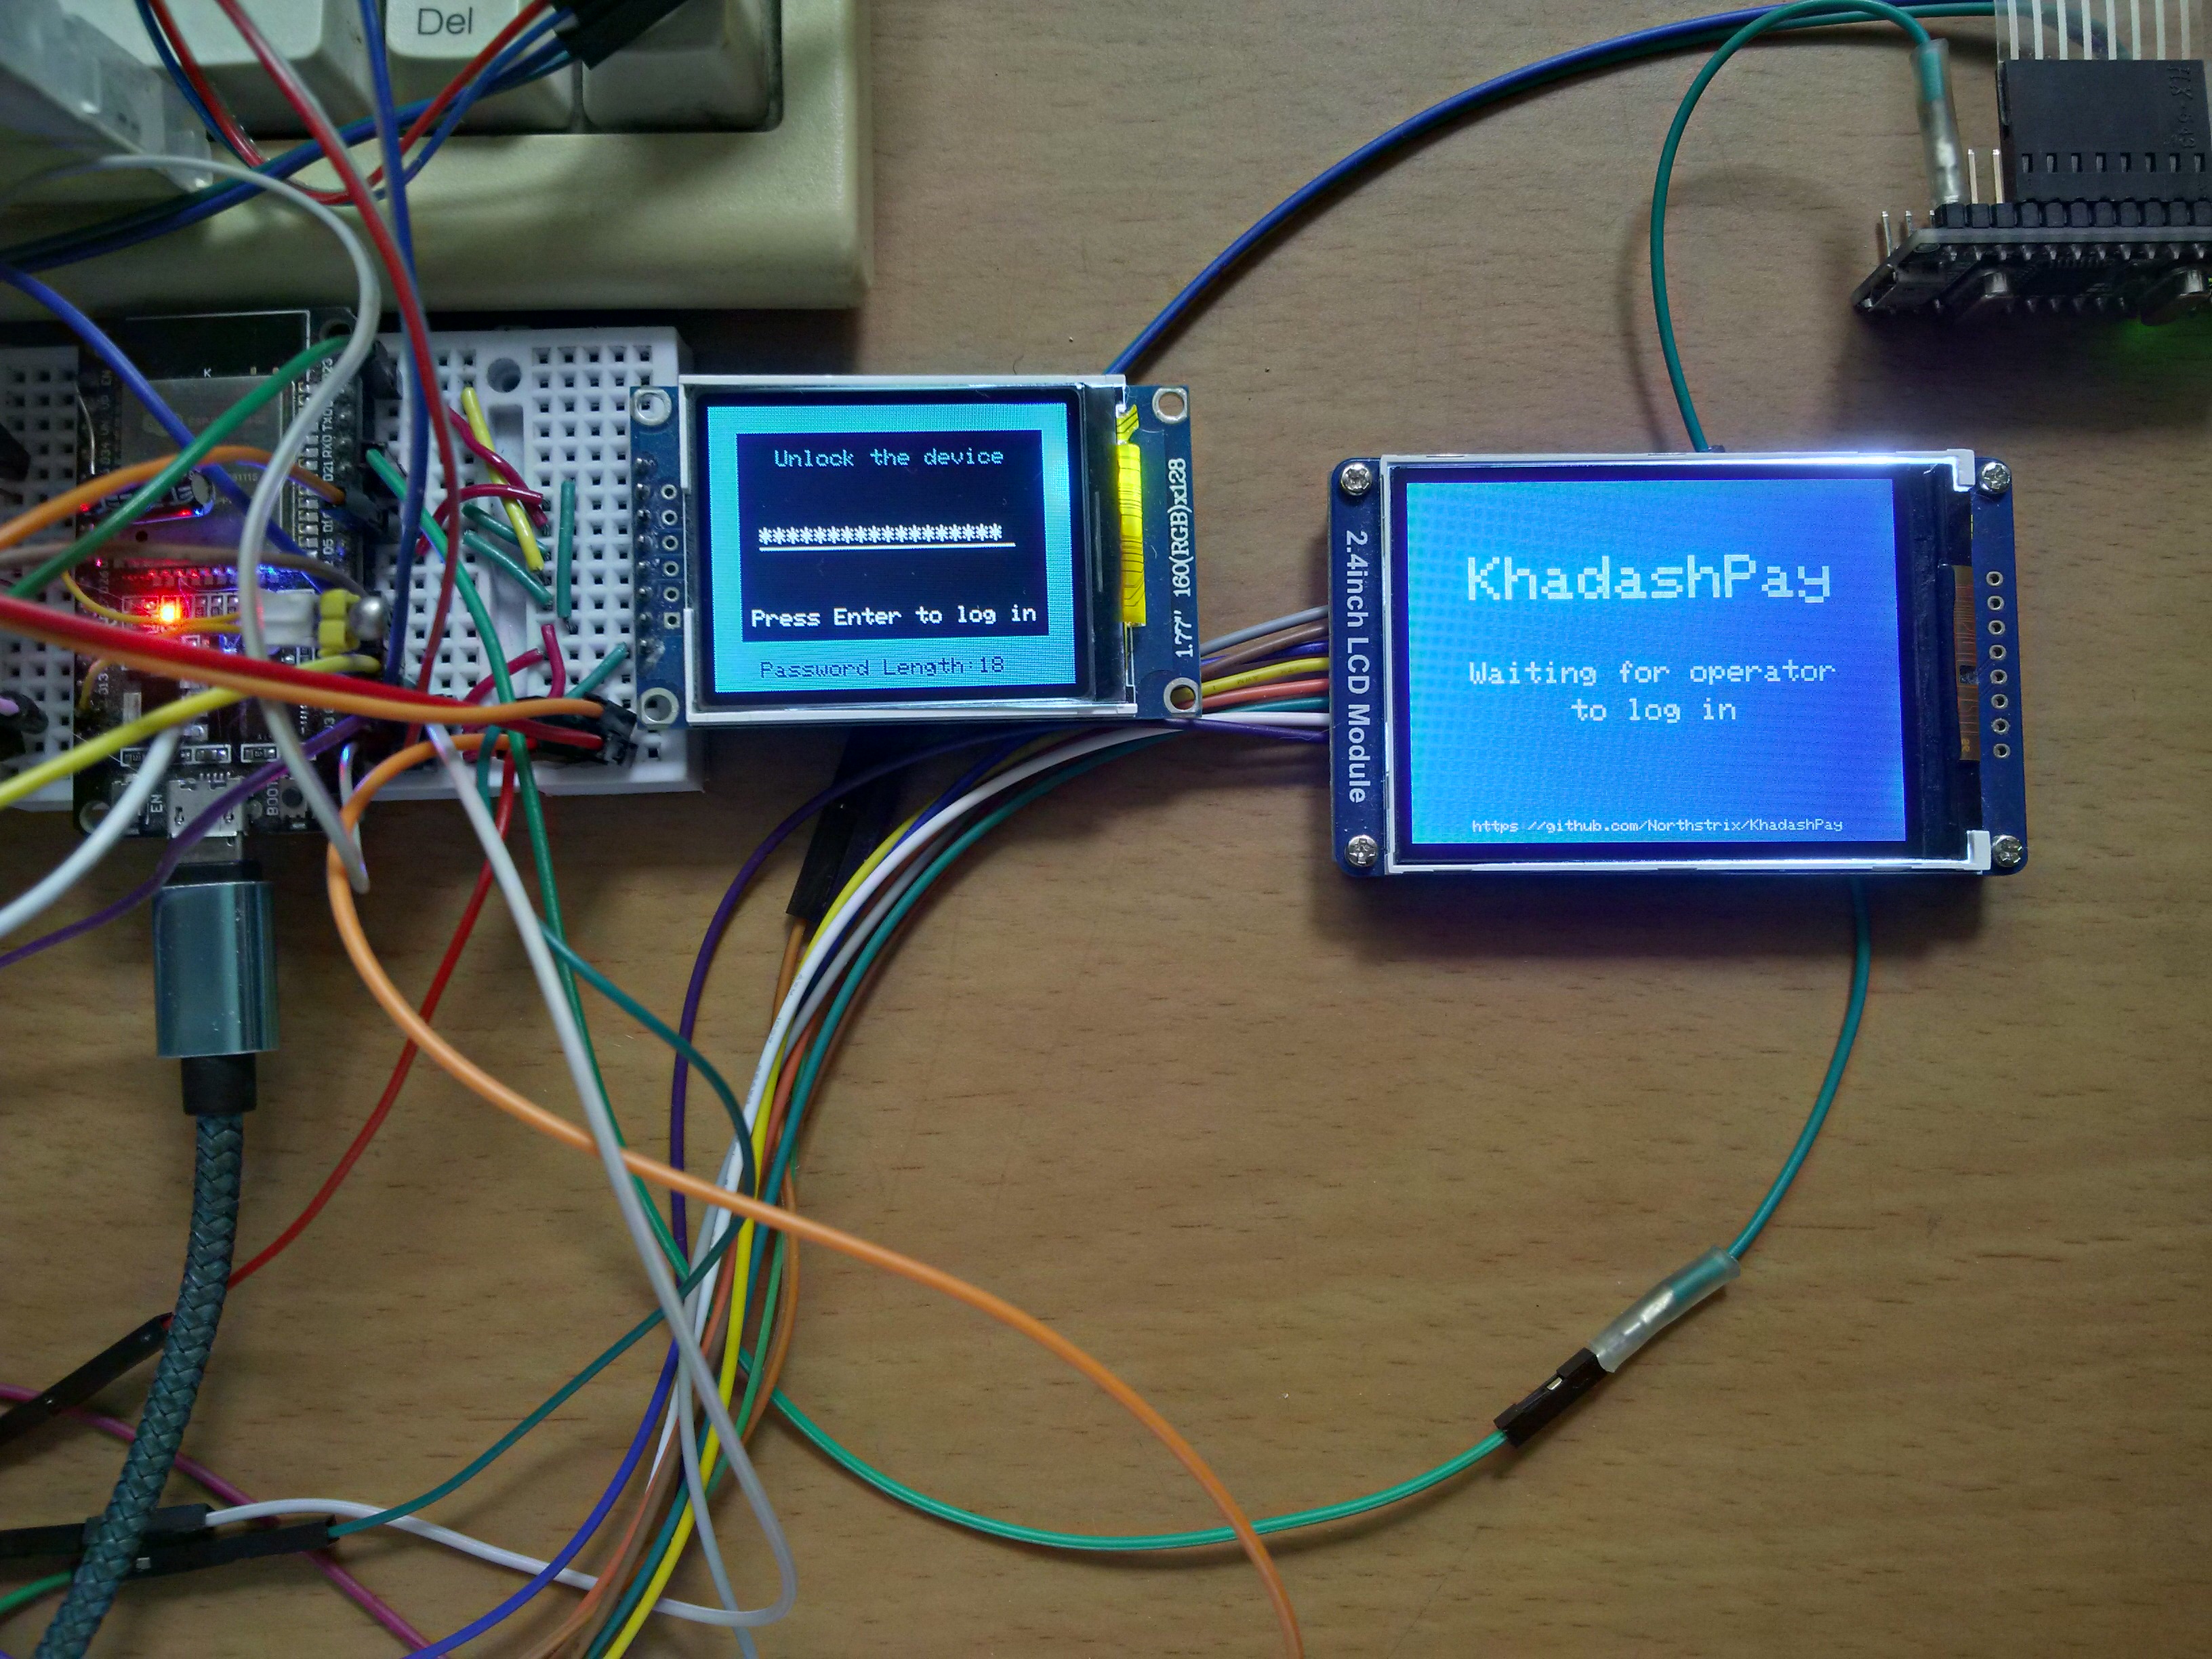 Del
Unlock the device
******************
Press Enter to log in
Password Length:18
1.77" 160(RGB)x128
2.4inch LCD Module
KhadashPay
Waiting for operator
to log in
https://github.com/Northstrix/KhadashPay
EN
BOOT